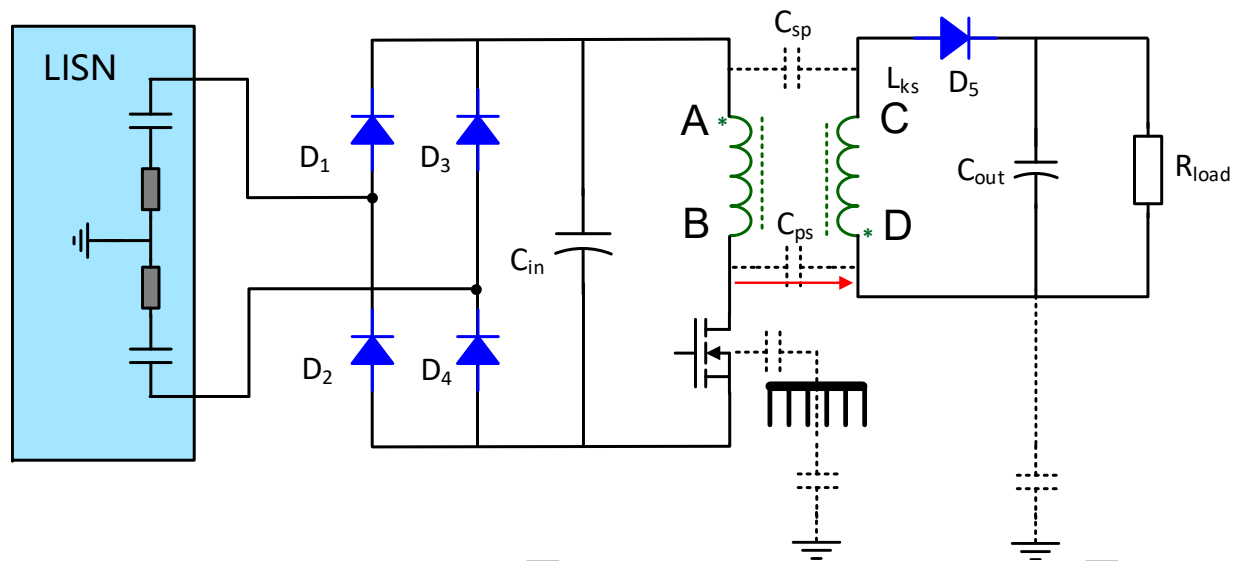 LISN
D1
D2
D3
D4
Cin
A *
B
Csp
Cps
C
* D
Lks
D5
Cout
Rload